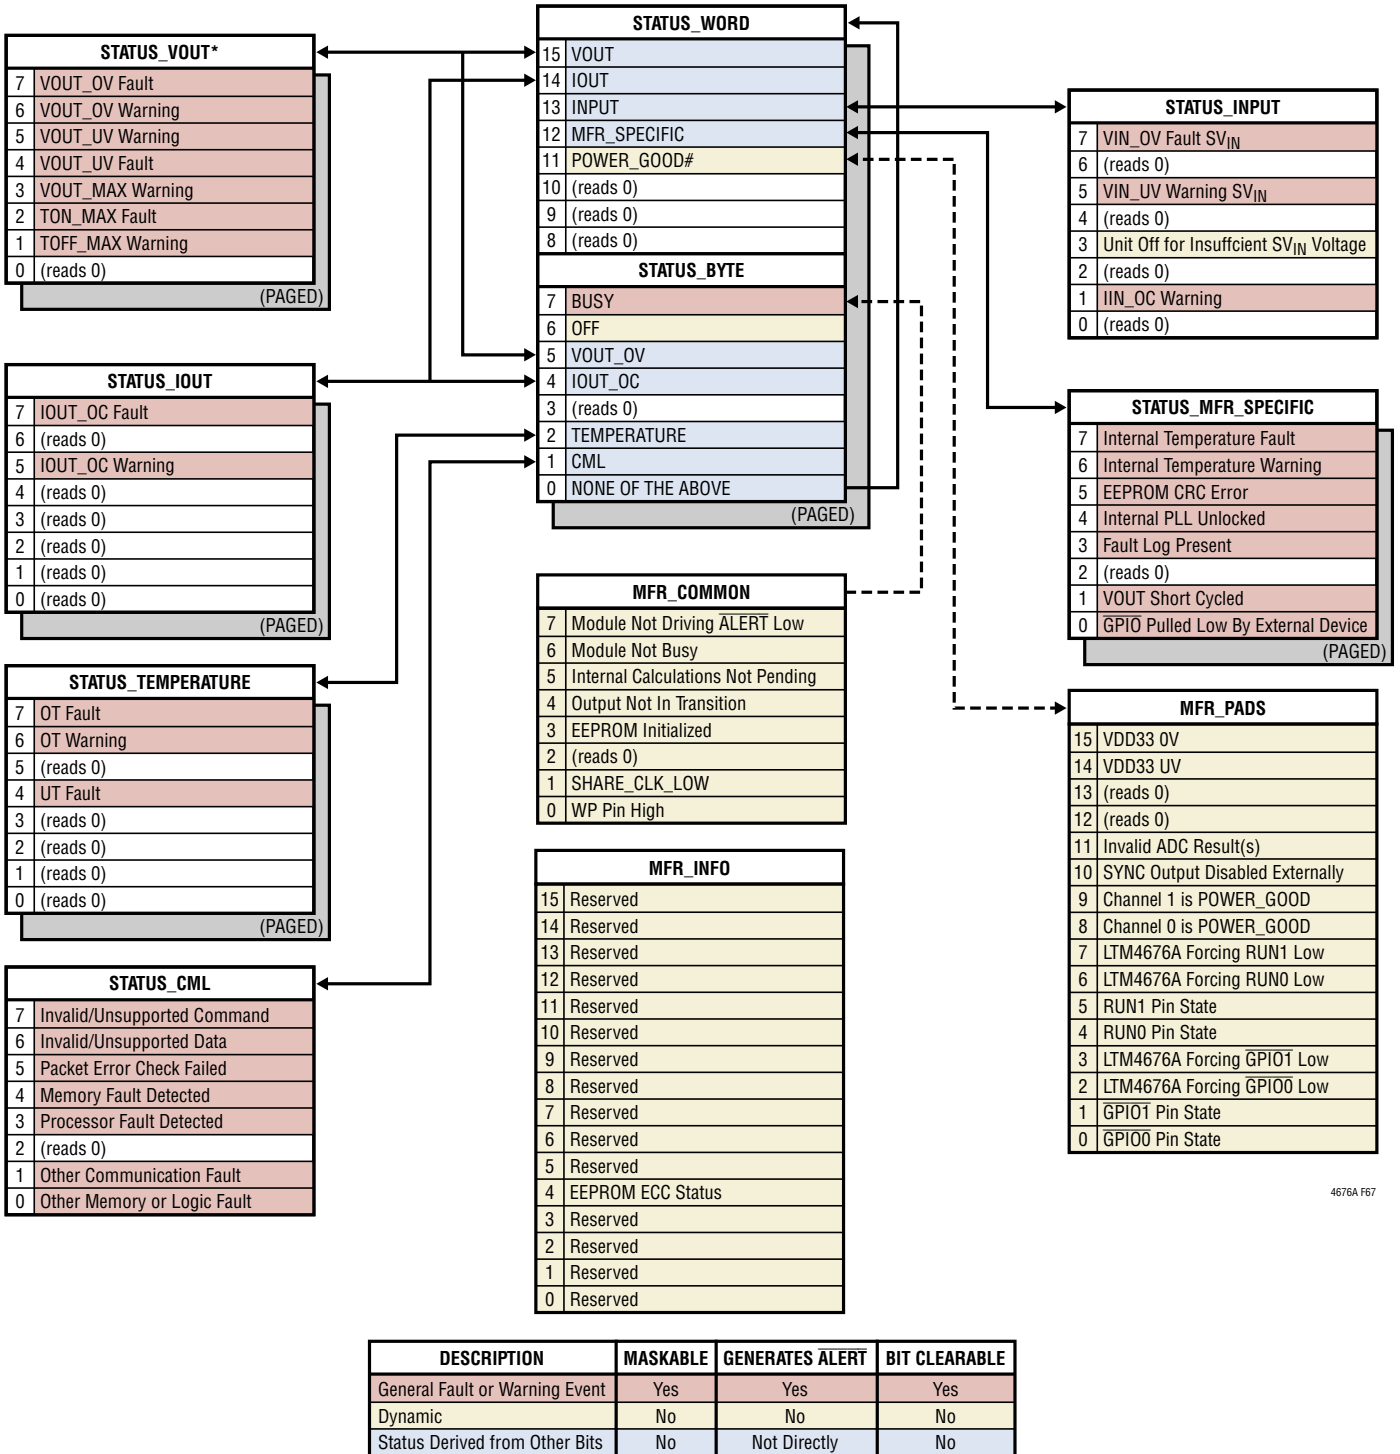 STATUS_VOUT*
7 VOUT_OV Fault
6 VOUT_OV Warning
5 VOUT_UV Warning
4 VOUT_UV Fault
3 VOUT_MAX Warning
2 TON_MAX Fault
1 TOFF_MAX Warning
0 (reads 0)
(PAGED)
STATUS_IOUT
7 IOUT_OC Fault
6 (reads 0)
5 IOUT_OC Warning
4 (reads 0)
3 (reads 0)
2 (reads 0)
1 (reads 0)
0 (reads 0)
(PAGED)
STATUS_TEMPERATURE
7 OT Fault
6 OT Warning
5 (reads 0)
4 UT Fault
3 (reads 0)
2 (reads 0)
1 (reads 0)
0 (reads 0)
(PAGED)
STATUS_CML
7 Invalid/Unsupported Command
6 Invalid/Unsupported Data
5 Packet Error Check Failed
4 Memory Fault Detected
3 Processor Fault Detected
2 (reads 0)
1 Other Communication Fault
0 Other Memory or Logic Fault
STATUS_WORD
15 VOUT
14 IOUT
13 INPUT
12 MFR_SPECIFIC
11 POWER_GOOD#
10 (reads 0)
9 (reads 0)
8 (reads 0)
STATUS_BYTE
7 BUSY
6 OFF
5 VOUT_OV
4 IOUT_OC
3 (reads 0)
2 TEMPERATURE
1 CML
0 NONE OF THE ABOVE
(PAGED)
MFR_COMMON
7 Module Not Driving ALERT Low
6 Module Not Busy
5 Internal Calculations Not Pending
4 Output Not In Transition
3 EEPROM Initialized
2 (reads 0)
1 SHARE_CLK_LOW
0 WP Pin High
MFR_INFO
15 Reserved
14 Reserved
13 Reserved
12 Reserved
11 Reserved
10 Reserved
9 Reserved
8 Reserved
7 Reserved
6 Reserved
5 Reserved
4 EEPROM ECC Status
3 Reserved
2 Reserved
1 Reserved
0 Reserved
STATUS_INPUT
7 VIN_OV Fault SVIN
6 (reads 0)
5 VIN_UV Warning SVIN
4 (reads 0)
3 Unit Off for Insuffcient SVIN Voltage
2 (reads 0)
1 IIN_OC Warning
0 (reads 0)
STATUS_MFR_SPECIFIC
7 Internal Temperature Fault
6 Internal Temperature Warning
5 EEPROM CRC Error
4 Internal PLL Unlocked
3 Fault Log Present
2 (reads 0)
1 VOUT Short Cycled
0 GPIO Pulled Low By External Device
(PAGED)
MFR_PADS
15 VDD33 OV
14 VDD33 UV
13 (reads 0)
12 (reads 0)
11 Invalid ADC Result(s)
10 SYNC Output Disabled Externally
9 Channel 1 is POWER_GOOD
8 Channel 0 is POWER_GOOD
7 LTM4676A Forcing RUN1 Low
6 LTM4676A Forcing RUN0 Low
5 RUN1 Pin State
4 RUN0 Pin State
3 LTM4676A Forcing GPIO1 Low
2 LTM4676A Forcing GPIO0 Low
1 GPIO1 Pin State
0 GPIO0 Pin State
4676A F67
DESCRIPTION MASKABLE GENERATES ALERT BIT CLEARABLE
General Fault or Warning Event Yes Yes Yes
Dynamic No No No
Status Derived from Other Bits No Not Directly No